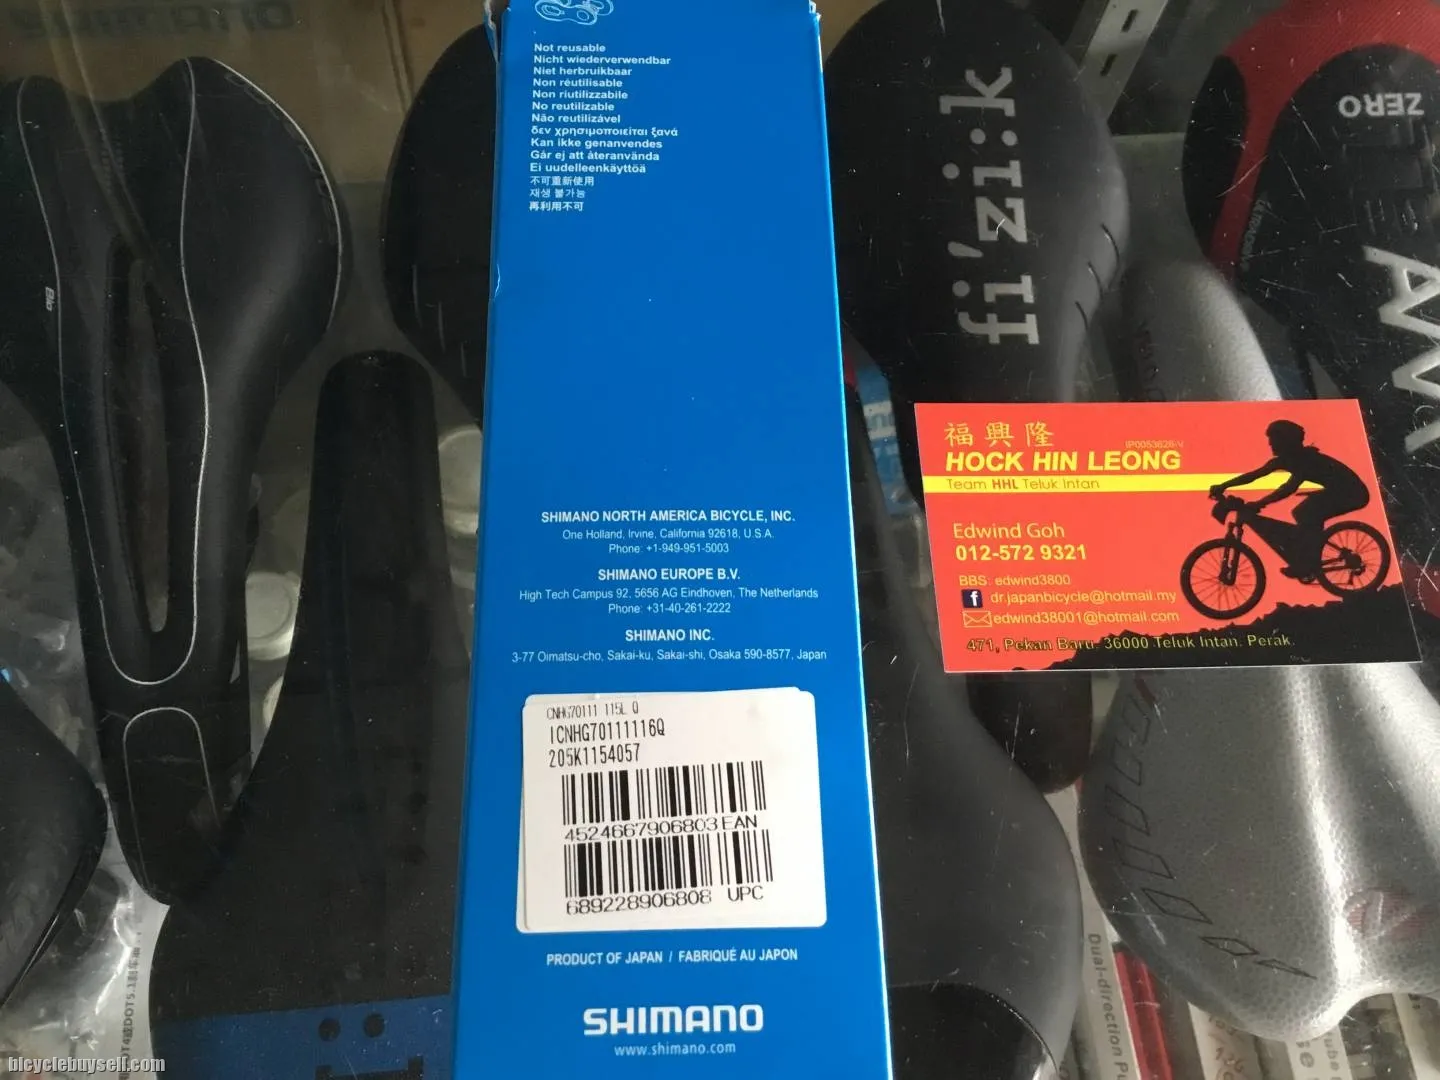 Not reusable
Nicht wiederverwendbar
Niet herbruikbaar
Non réutilisable
Non riutilizzabile
No reutilizable
Não reutilizável
δεν χρησιμοποιείται ξανά
Kan ikke genanvendes
Går ej att återanvända
Ei uudelleenkäyttöä
不可重新使用
재생 불가능
再利用不可
SHIMANO NORTH AMERICA BICYCLE, INC.
One Holland, Irvine, California 92618, U.S.A.
Phone: +1-949-951-5003
SHIMANO EUROPE B.V.
High Tech Campus 92, 5656 AG Eindhoven, The Netherlands
Phone: +31-40-261-2222
SHIMANO INC.
3-77 Oimatsu-cho, Sakai-ku, Sakai-shi, Osaka 590-8577, Japan
CNHG70111 115L Q
ICNHG70111116Q
205K1154057
4524667906803 EAN
689228906808 UPC
PRODUCT OF JAPAN / FABRIQUÉ AU JAPON
SHIMANO
www.shimano.com
福興隆
IP0053626-V
HOCK HIN LEONG
Team HHL Teluk Intan
Edwind Goh
012-572 9321
BBS: edwind3800
f dr.japanbicycle@hotmail.my
edwind38001@hotmail.com
471, Pekan Baru, 36000 Teluk Intan. Perak.
fi'zi:k
ZERO
Dual-direction Pu
bicyclebuysell.com